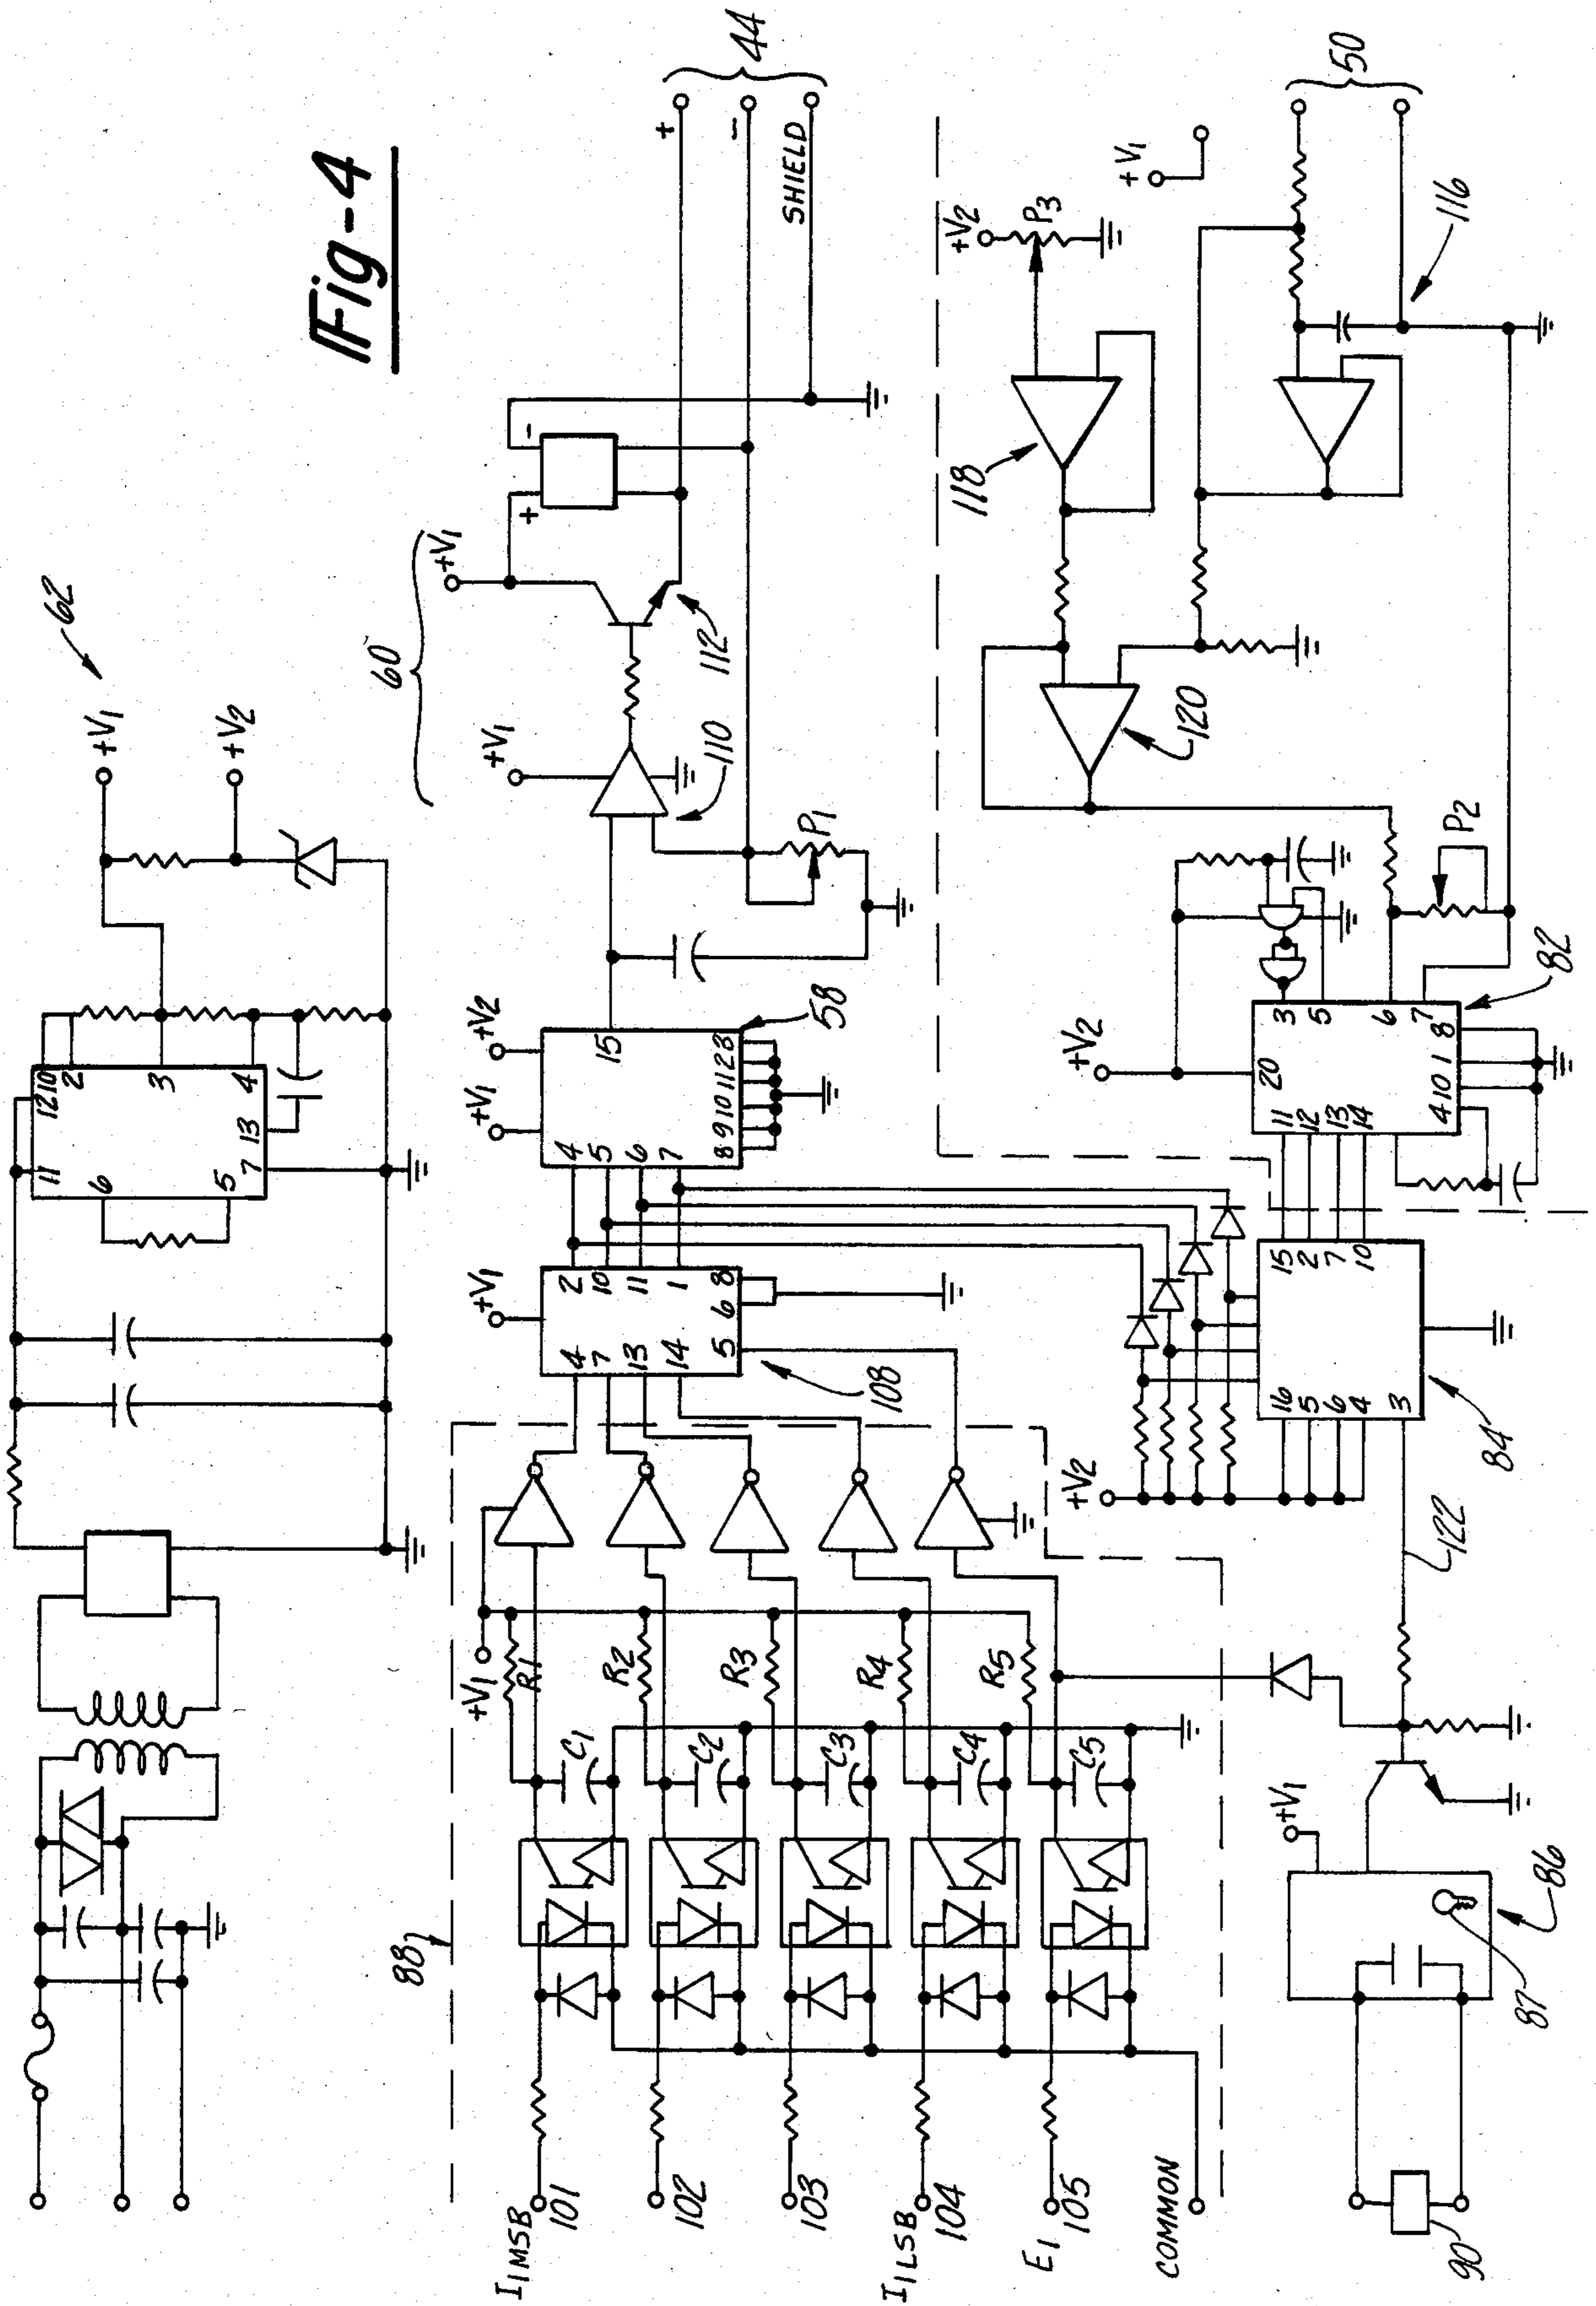 Fig-4
62
+V1
+V2
12
10
2
3
4
13
7
5
6
11
60
+V1
+V1
+
-
+
-
SHIELD
44
112
110
P1
58
+V1
+V2
15
4
5
6
7
8
9
10
11
12
3
+V1
2
10
11
1
4
7
13
14
5
6
8
108
88
+V1
R1
R2
R3
R4
R5
C1
C2
C3
C4
C5
I1MSB
101
102
103
I1LSB
104
E1
105
COMMON
+V2
P3
+V1
50
116
118
120
P2
82
+V2
20
3
5
6
7
8
1
10
4
11
12
13
14
15
2
7
10
16
5
6
4
3
84
+V2
122
+V1
86
87
90